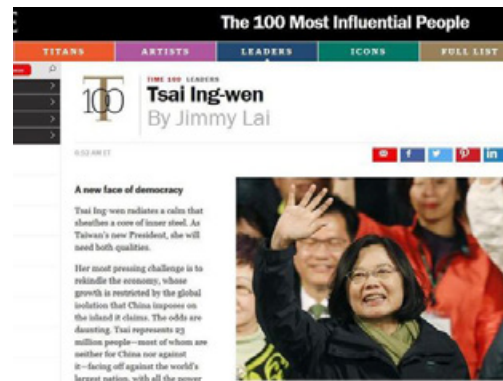 The 100 Most Influential People
TITANS
ARTISTS
LEADERS
ICONS
FULL LIST
T
100
TIME 100 LEADERS
Tsai Ing-wen
By Jimmy Lai
6:52 AM ET
A new face of democracy
Tsai Ing-wen radiates a calm that
sheathes a core of inner steel. As
Taiwan's new President, she will
need both qualities.
Her most pressing challenge is to
rekindle the economy, whose
growth is restricted by the global
isolation that China imposes on
the island it claims. The odds are
daunting. Tsai represents 23
million people—most of whom are
neither for China nor against
it—facing off against the world's
largest nation, with all the power